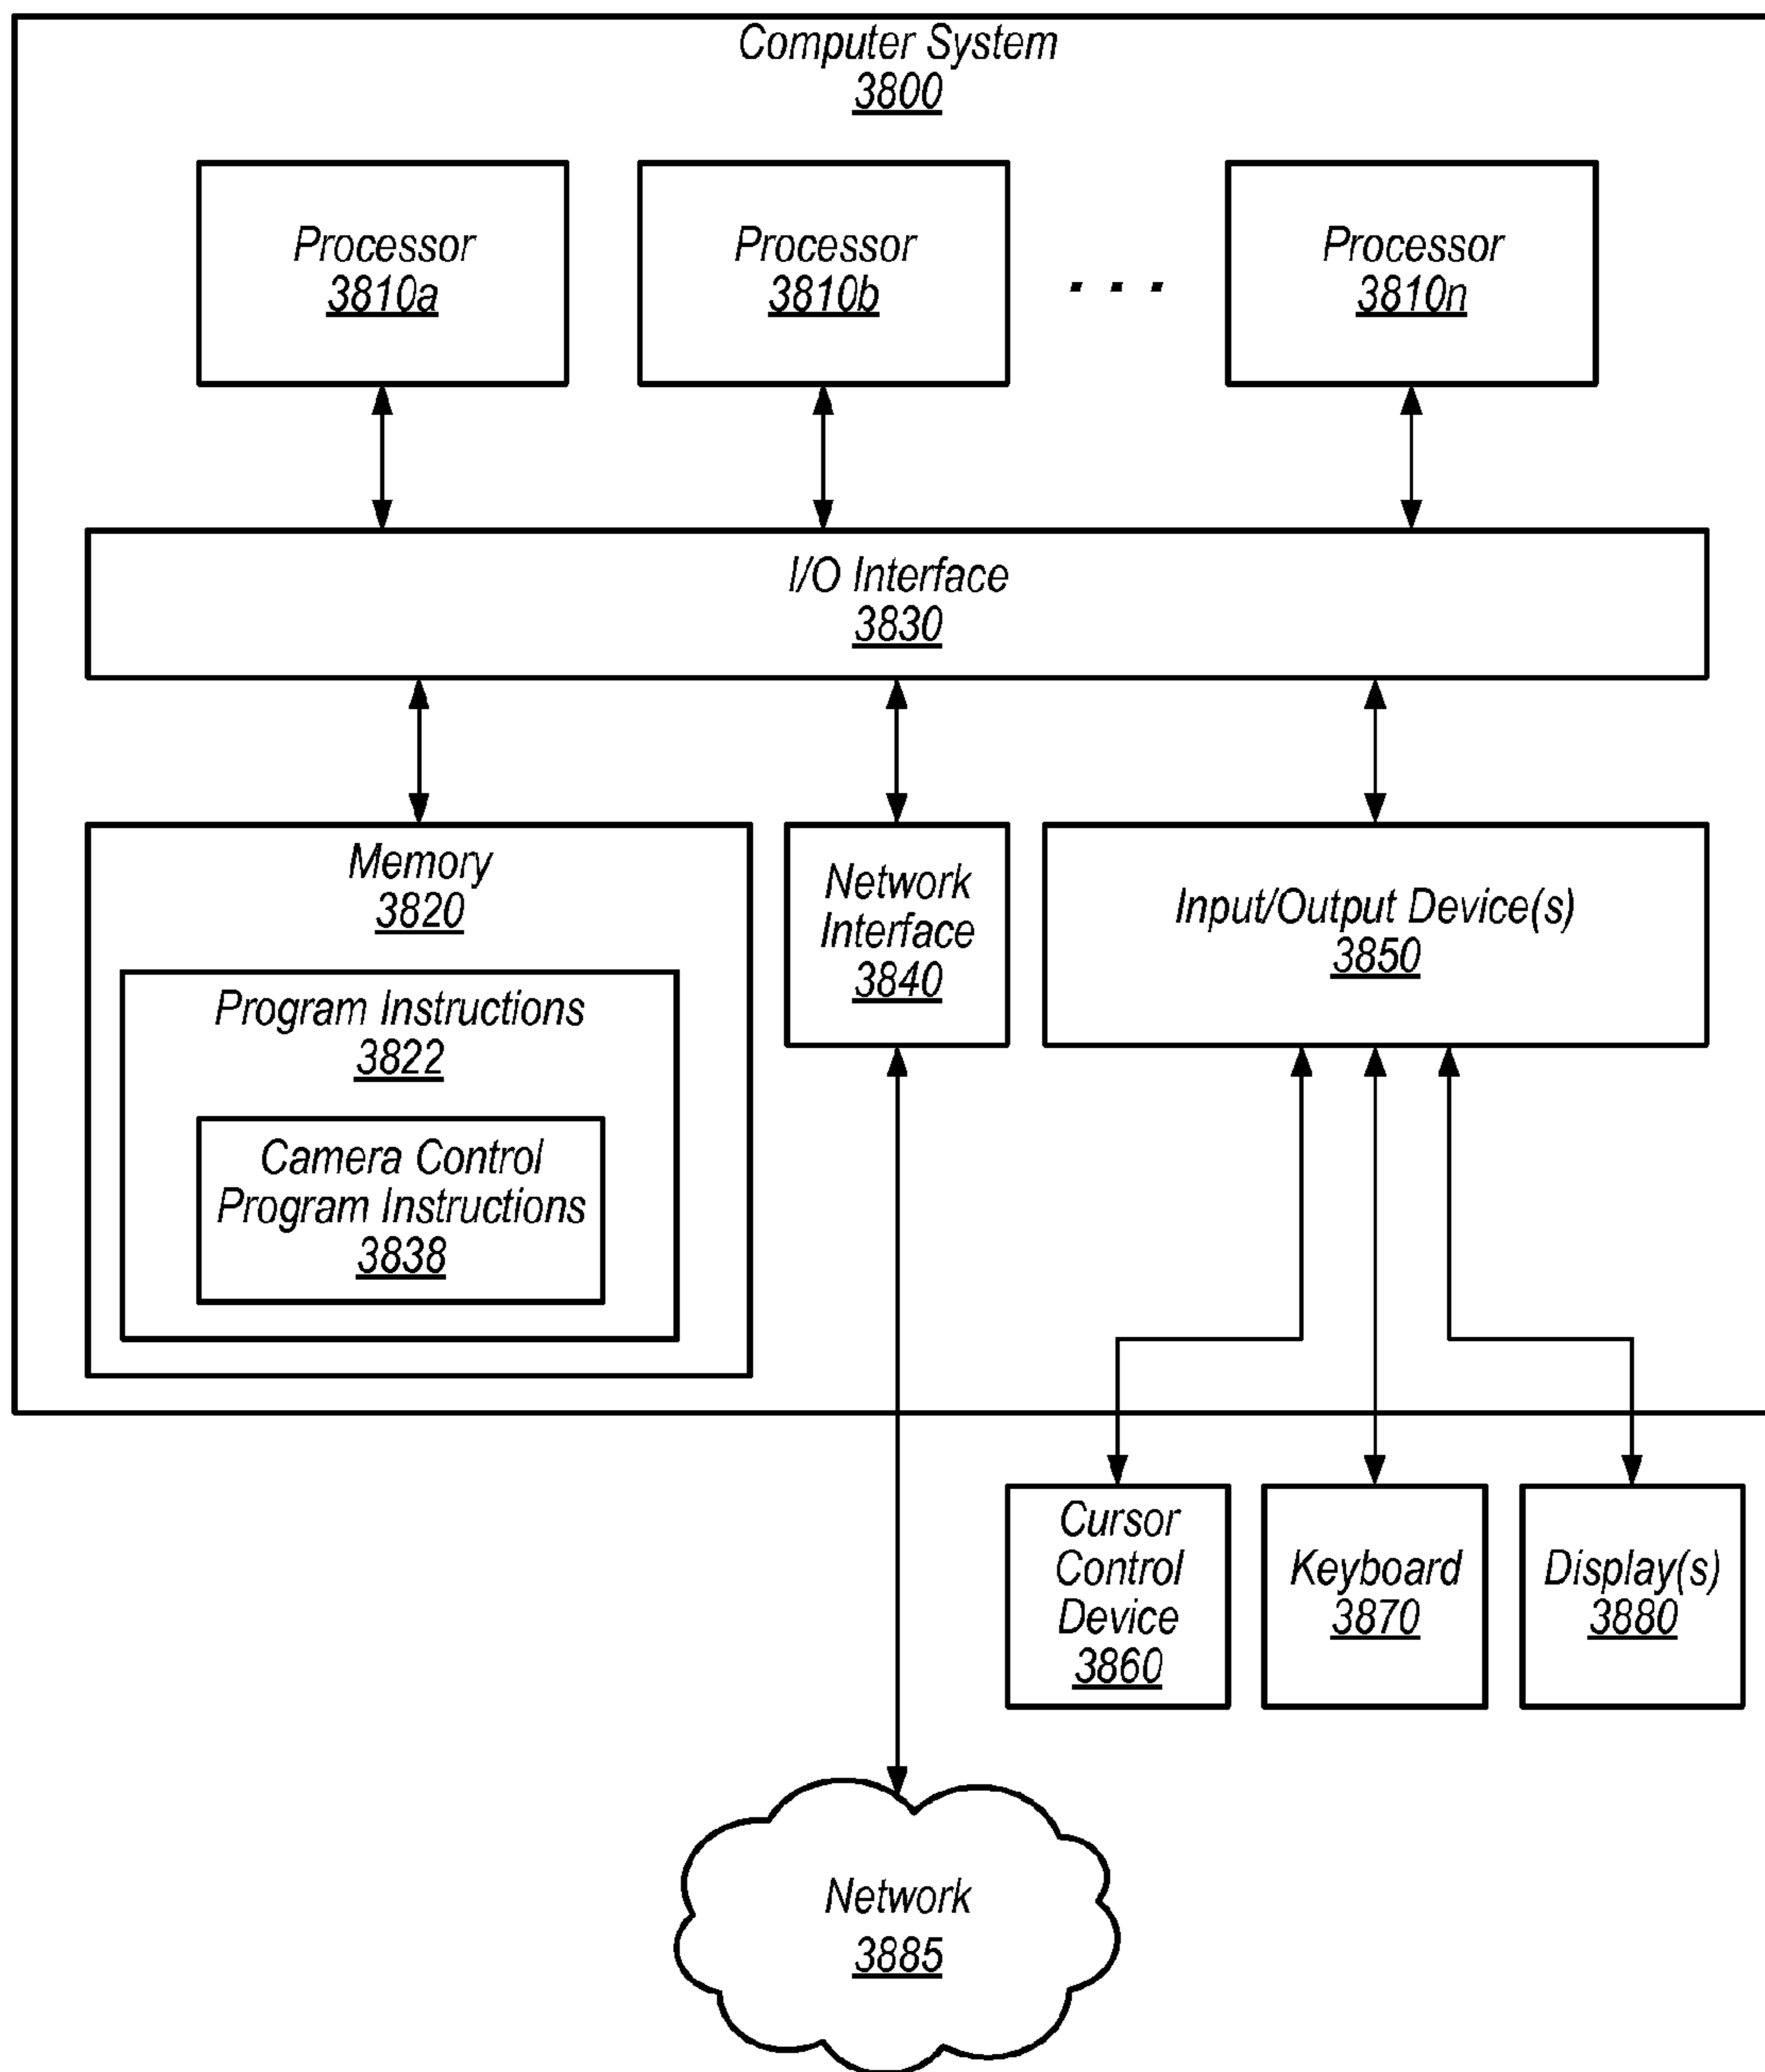 Computer System
3800
Processor
3810a
Processor
3810b
. . .
Processor
3810n
I/O Interface
3830
Memory
3820
Program Instructions
3822
Camera Control
Program Instructions
3838
Network
Interface
3840
Input/Output Device(s)
3850
Cursor
Control
Device
3860
Keyboard
3870
Display(s)
3880
Network
3885